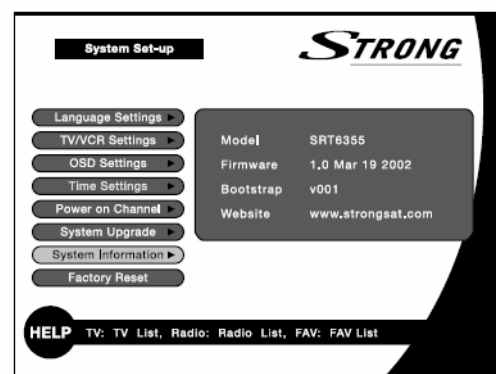 System Set-up
STRONG
Language Settings
TV/VCR Settings
OSD Settings
Time Settings
Power on Channel
System Upgrade
System Information
Factory Reset
Model SRT6355
Firmware 1.0 Mar 19 2002
Bootstrap v001
Website www.strongsat.com
HELP TV: TV List, Radio: Radio List, FAV: FAV List